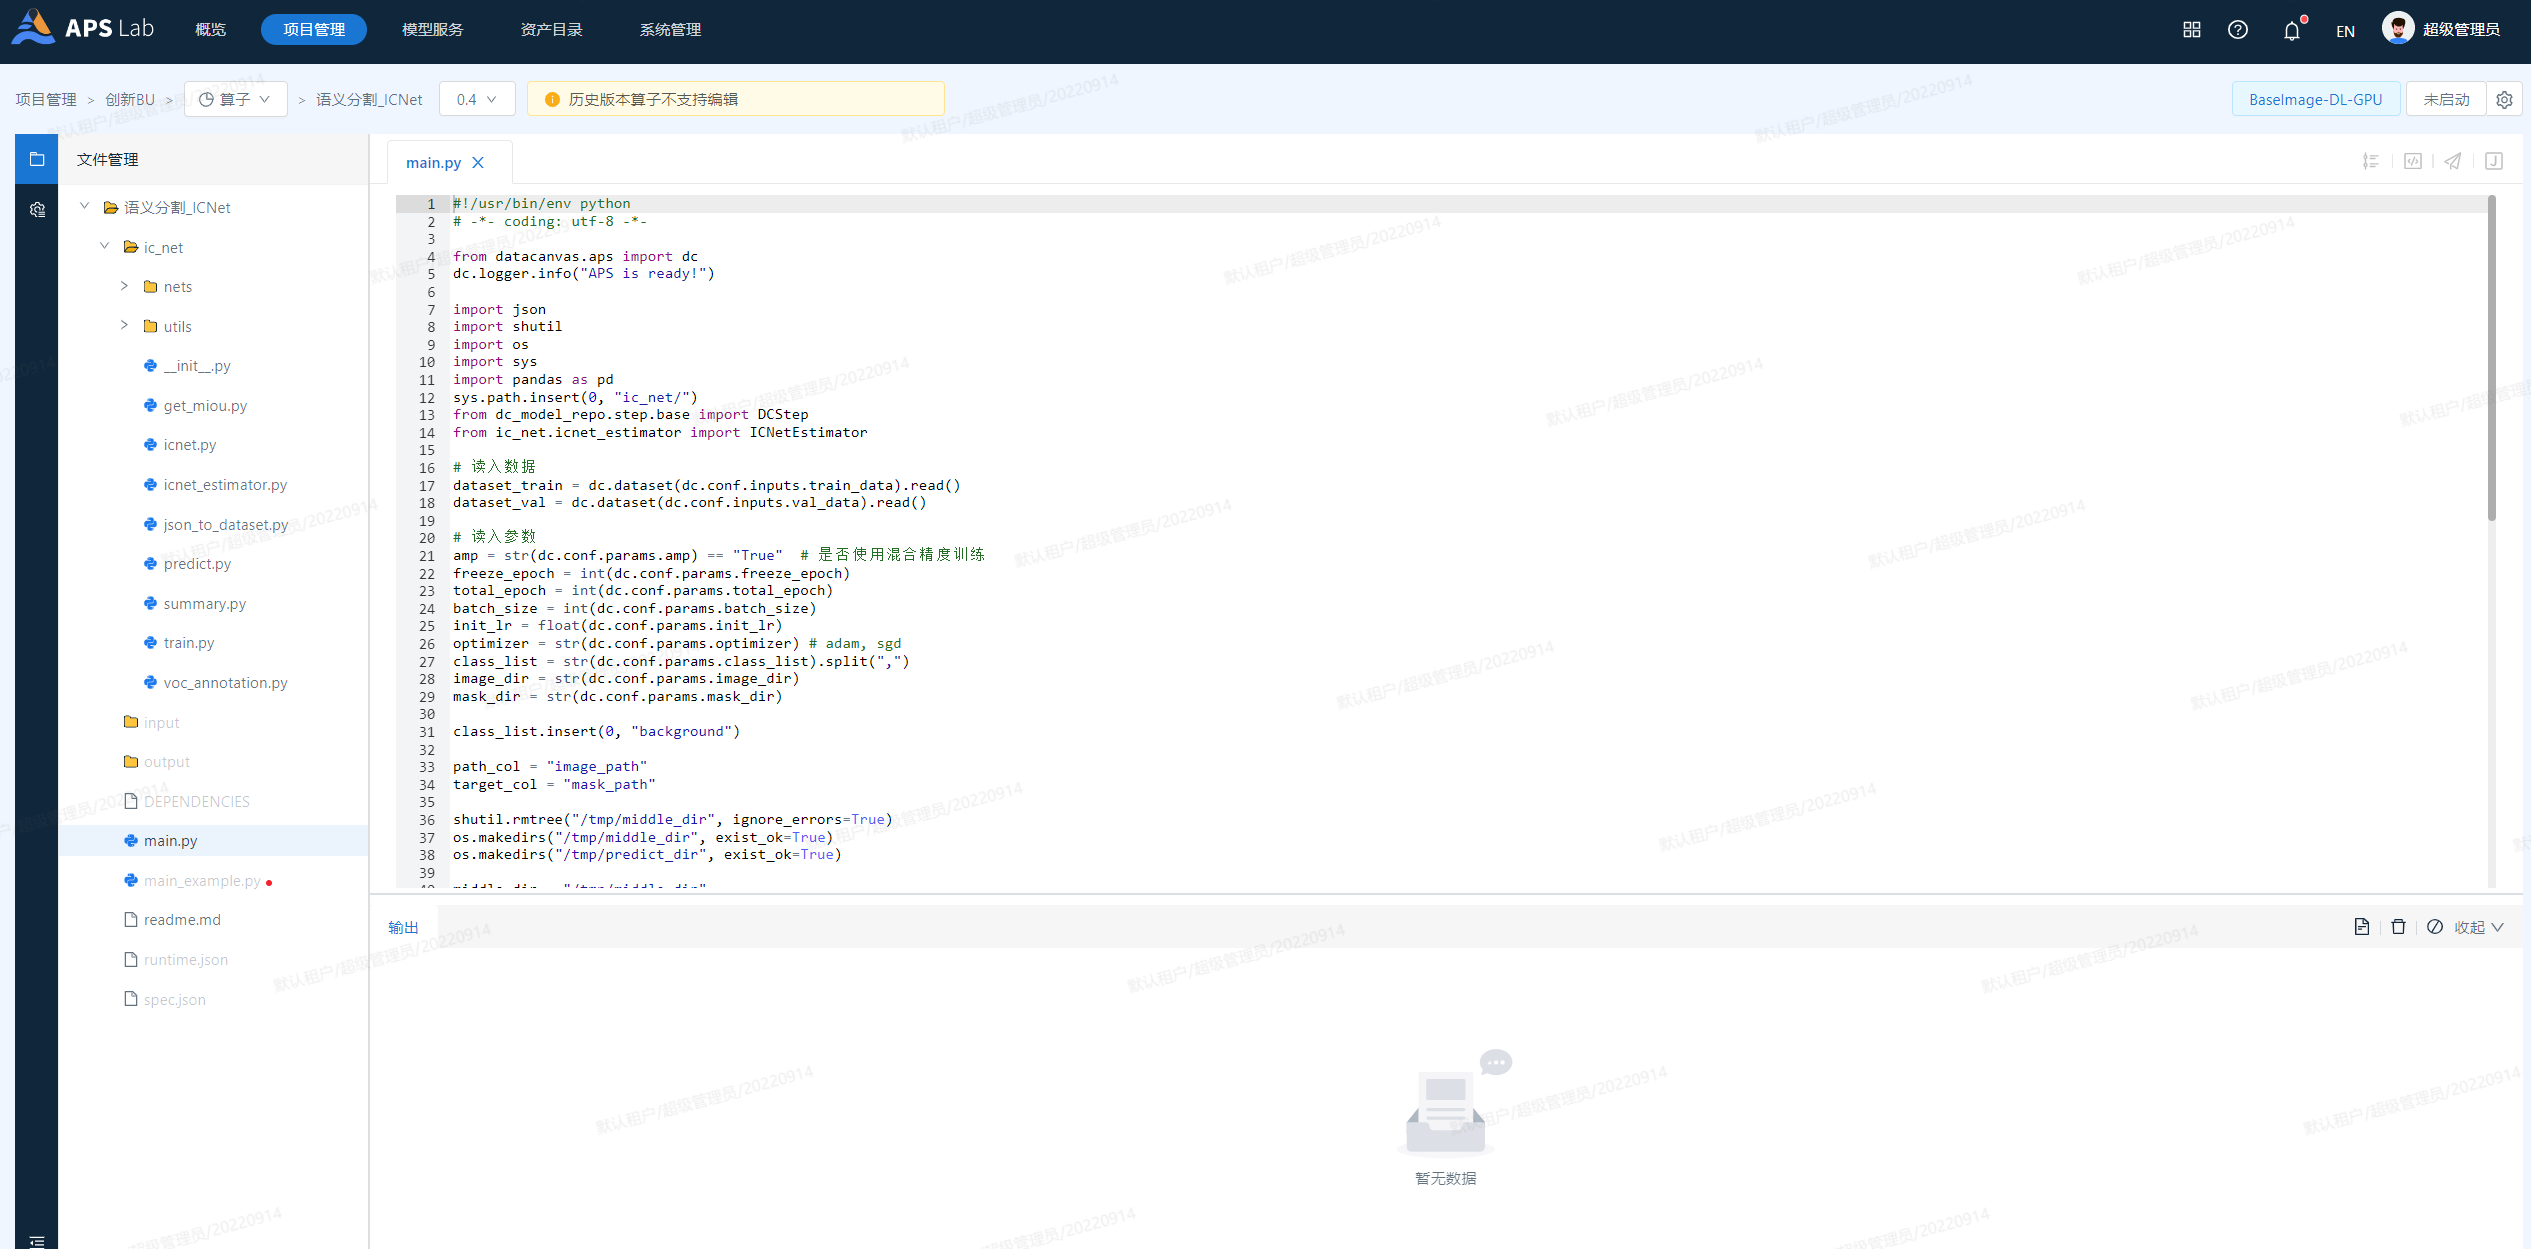 APS Lab 概览 项目管理 模型服务 资产目录 系统管理 EN 超级管理员
项目管理 > 创新BU > 算子 > 语义分割_ICNet 0.4 历史版本算子不支持编辑 BaseImage-DL-GPU 未启动
文件管理
语义分割_ICNet
ic_net
nets
utils
__init__.py
get_miou.py
icnet.py
icnet_estimator.py
json_to_dataset.py
predict.py
summary.py
train.py
voc_annotation.py
input
output
DEPENDENCIES
main.py
main_example.py
readme.md
runtime.json
spec.json
main.py
1 #!/usr/bin/env python
2 # -*- coding: utf-8 -*-
3
4 from datacanvas.aps import dc
5 dc.logger.info("APS is ready!")
6
7 import json
8 import shutil
9 import os
10 import sys
11 import pandas as pd
12 sys.path.insert(0, "ic_net/")
13 from dc_model_repo.step.base import DCStep
14 from ic_net.icnet_estimator import ICNetEstimator
15
16 # 读入数据
17 dataset_train = dc.dataset(dc.conf.inputs.train_data).read()
18 dataset_val = dc.dataset(dc.conf.inputs.val_data).read()
19
20 # 读入参数
21 amp = str(dc.conf.params.amp) == "True"  # 是否使用混合精度训练
22 freeze_epoch = int(dc.conf.params.freeze_epoch)
23 total_epoch = int(dc.conf.params.total_epoch)
24 batch_size = int(dc.conf.params.batch_size)
25 init_lr = float(dc.conf.params.init_lr)
26 optimizer = str(dc.conf.params.optimizer) # adam, sgd
27 class_list = str(dc.conf.params.class_list).split(",")
28 image_dir = str(dc.conf.params.image_dir)
29 mask_dir = str(dc.conf.params.mask_dir)
30
31 class_list.insert(0, "background")
32
33 path_col = "image_path"
34 target_col = "mask_path"
35
36 shutil.rmtree("/tmp/middle_dir", ignore_errors=True)
37 os.makedirs("/tmp/middle_dir", exist_ok=True)
38 os.makedirs("/tmp/predict_dir", exist_ok=True)
39
输出 收起
暂无数据
默认租户/超级管理员/20220914